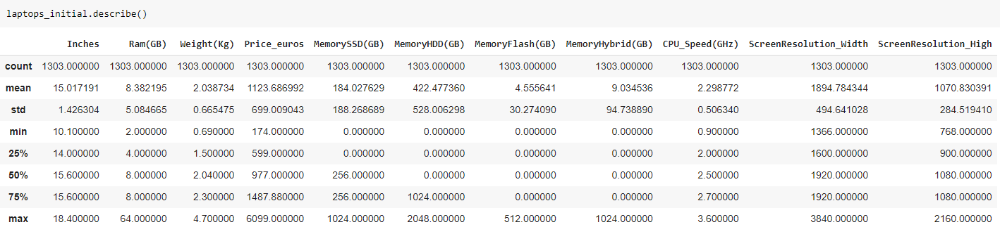 laptops_initial.describe()
Inches Ram(GB) Weight(Kg) Price_euros MemorySSD(GB) MemoryHDD(GB) MemoryFlash(GB) MemoryHybrid(GB) CPU_Speed(GHz) ScreenResolution_Width ScreenResolution_High
count 1303.000000 1303.000000 1303.000000 1303.000000 1303.000000 1303.000000 1303.000000 1303.000000 1303.000000 1303.000000 1303.000000
mean 15.017191 8.382195 2.038734 1123.686992 184.027629 422.477360 4.555641 9.034536 2.298772 1894.784344 1070.830391
std 1.426304 5.084665 0.665475 699.009043 188.268689 528.006298 30.274090 94.738890 0.506340 494.641028 284.519410
min 10.100000 2.000000 0.690000 174.000000 0.000000 0.000000 0.000000 0.000000 0.900000 1366.000000 768.000000
25% 14.000000 4.000000 1.500000 599.000000 0.000000 0.000000 0.000000 0.000000 2.000000 1600.000000 900.000000
50% 15.600000 8.000000 2.040000 977.000000 256.000000 0.000000 0.000000 0.000000 2.500000 1920.000000 1080.000000
75% 15.600000 8.000000 2.300000 1487.880000 256.000000 1024.000000 0.000000 0.000000 2.700000 1920.000000 1080.000000
max 18.400000 64.000000 4.700000 6099.000000 1024.000000 2048.000000 512.000000 1024.000000 3.600000 3840.000000 2160.000000